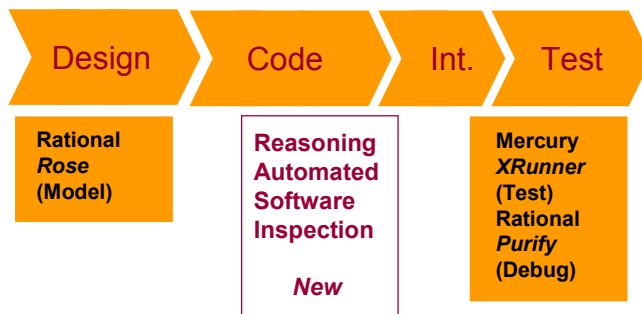 Design
Code
Int.
Test
Rational
Rose
(Model)
Reasoning
Automated
Software
Inspection
New
Mercury
XRunner
(Test)
Rational
Purify
(Debug)